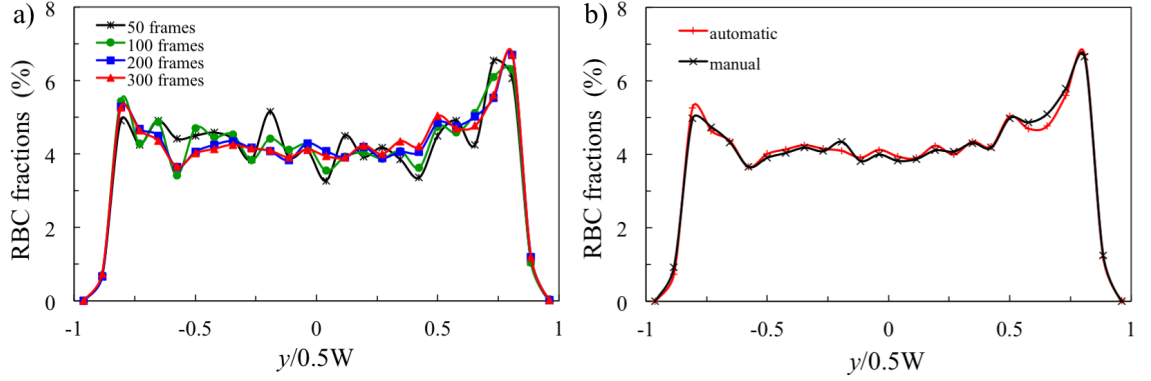 a)
RBC fractions (%)
8
6
4
2
0
50 frames
100 frames
200 frames
300 frames
-1
-0.5
0
0.5
1
y/0.5W
b)
RBC fractions (%)
8
6
4
2
0
automatic
manual
-1
-0.5
0
0.5
1
y/0.5W